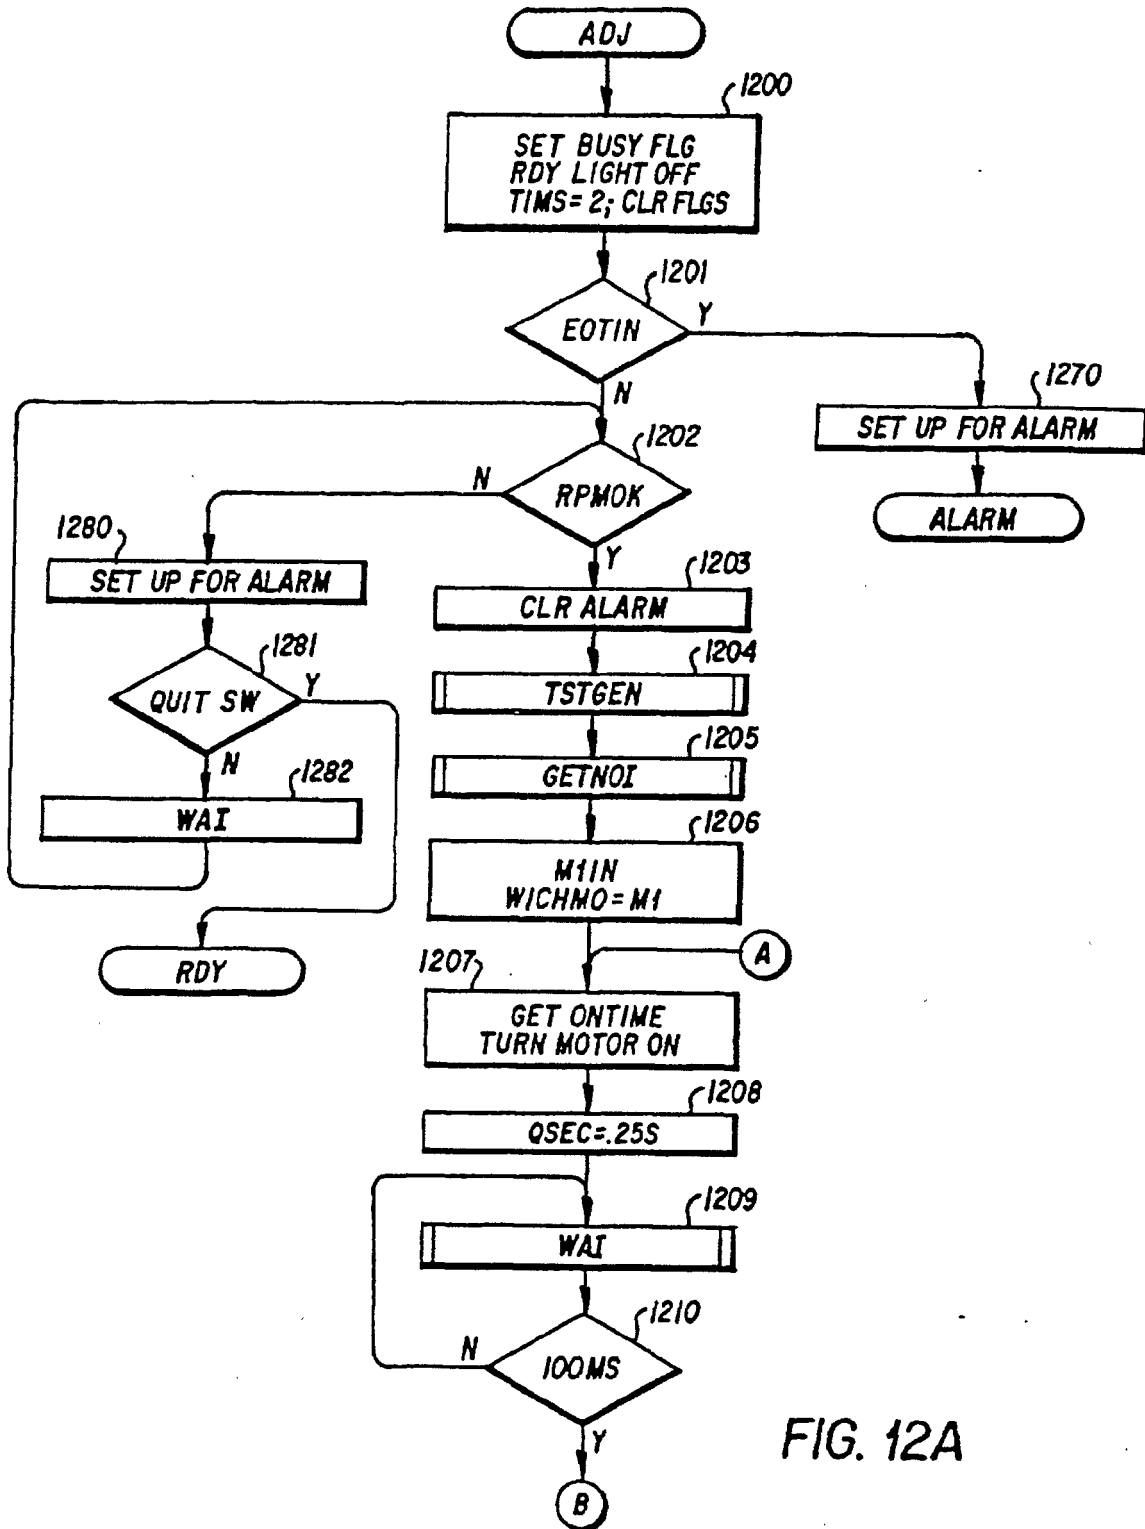 ADJ
1200
SET BUSY FLG
RDY LIGHT OFF
TIMS=2; CLR FLGS
1201
EOTIN
Y
N
1270
SET UP FOR ALARM
ALARM
1202
RPMOK
N
Y
1280
SET UP FOR ALARM
1281
QUIT SW
Y
N
1282
WAI
RDY
1203
CLR ALARM
1204
TSTGEN
1205
GETNOI
1206
M1IN
WICHMO=M1
A
1207
GET ONTIME
TURN MOTOR ON
1208
QSEC=.25S
1209
WAI
1210
100MS
N
Y
B
FIG. 12A